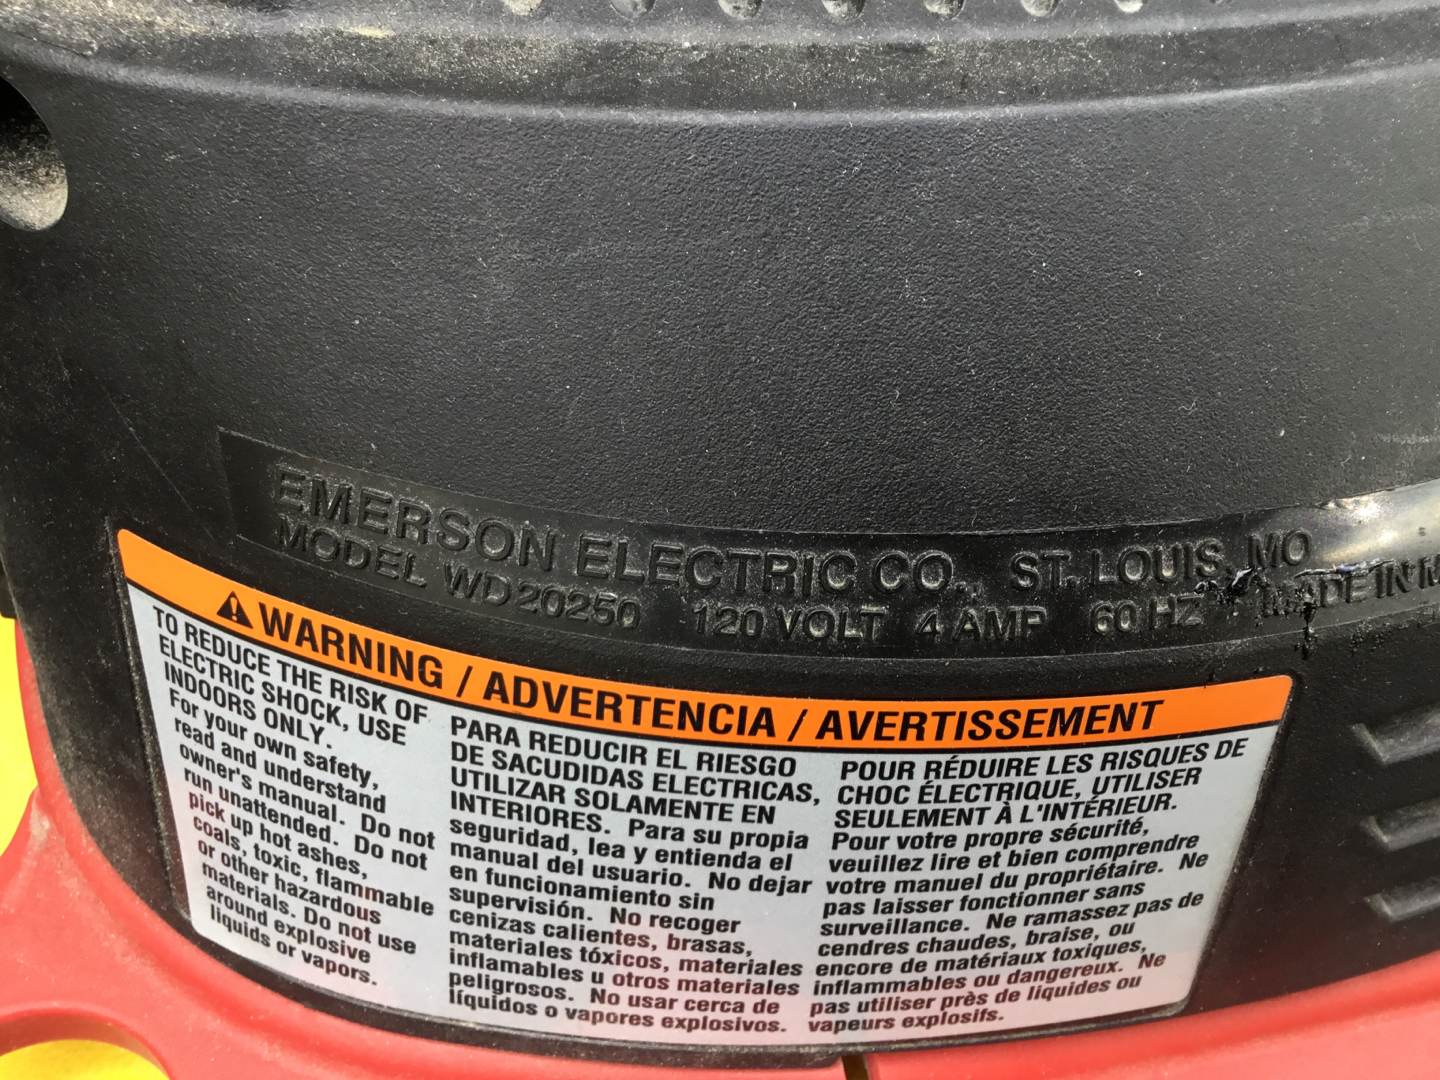 EMERSON ELECTRIC CO., ST. LOUIS, MO
MODEL WD20250 120 VOLT 4 AMP 60 HZ MADE IN
WARNING / ADVERTENCIA / AVERTISSEMENT
TO REDUCE THE RISK OF
ELECTRIC SHOCK, USE
INDOORS ONLY.
For your own safety,
read and understand
owner's manual. Do not
run unattended. Do not
pick up hot ashes,
coals, toxic, flammable
or other hazardous
materials. Do not use
around explosive
liquids or vapors.
PARA REDUCIR EL RIESGO
DE SACUDIDAS ELECTRICAS,
UTILIZAR SOLAMENTE EN
INTERIORES. Para su propia
seguridad, lea y entienda el
manual del usuario. No dejar
en funcionamiento sin
supervisión. No recoger
cenizas calientes, brasas,
materiales tóxicos, materiales
inflamables u otros materiales
peligrosos. No usar cerca de
líquidos o vapores explosivos.
POUR RÉDUIRE LES RISQUES DE
CHOC ÉLECTRIQUE, UTILISER
SEULEMENT À L'INTÉRIEUR.
Pour votre propre sécurité,
veuillez lire et bien comprendre
votre manuel du propriétaire. Ne
pas laisser fonctionner sans
surveillance. Ne ramassez pas de
cendres chaudes, braise, ou
encore de matériaux toxiques,
inflammables ou dangereux. Ne
pas utiliser près de liquides ou
vapeurs explosifs.